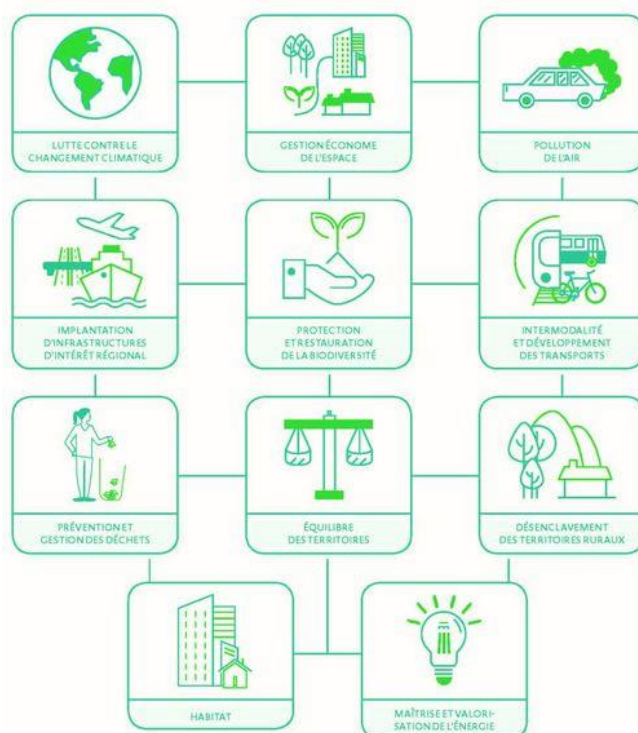 LUTTE CONTRE LE
CHANGEMENT CLIMATIQUE
GESTION ÉCONOME
DE L'ESPACE
POLLUTION
DE L'AIR
IMPLANTATION
D'INFRASTRUCTURES
D'INTÉRÊT RÉGIONAL
PROTECTION
ET RESTAURATION
DE LA BIODIVERSITÉ
INTERMODALITÉ
ET DÉVELOPPEMENT
DES TRANSPORTS
PRÉVENTION ET
GESTION DES DÉCHETS
ÉQUILIBRE
DES TERRITOIRES
DÉSENCLAVEMENT
DES TERRITOIRES RURAUX
HABITAT
MAÎTRISE ET VALORI-
SATION DE L'ÉNERGIE